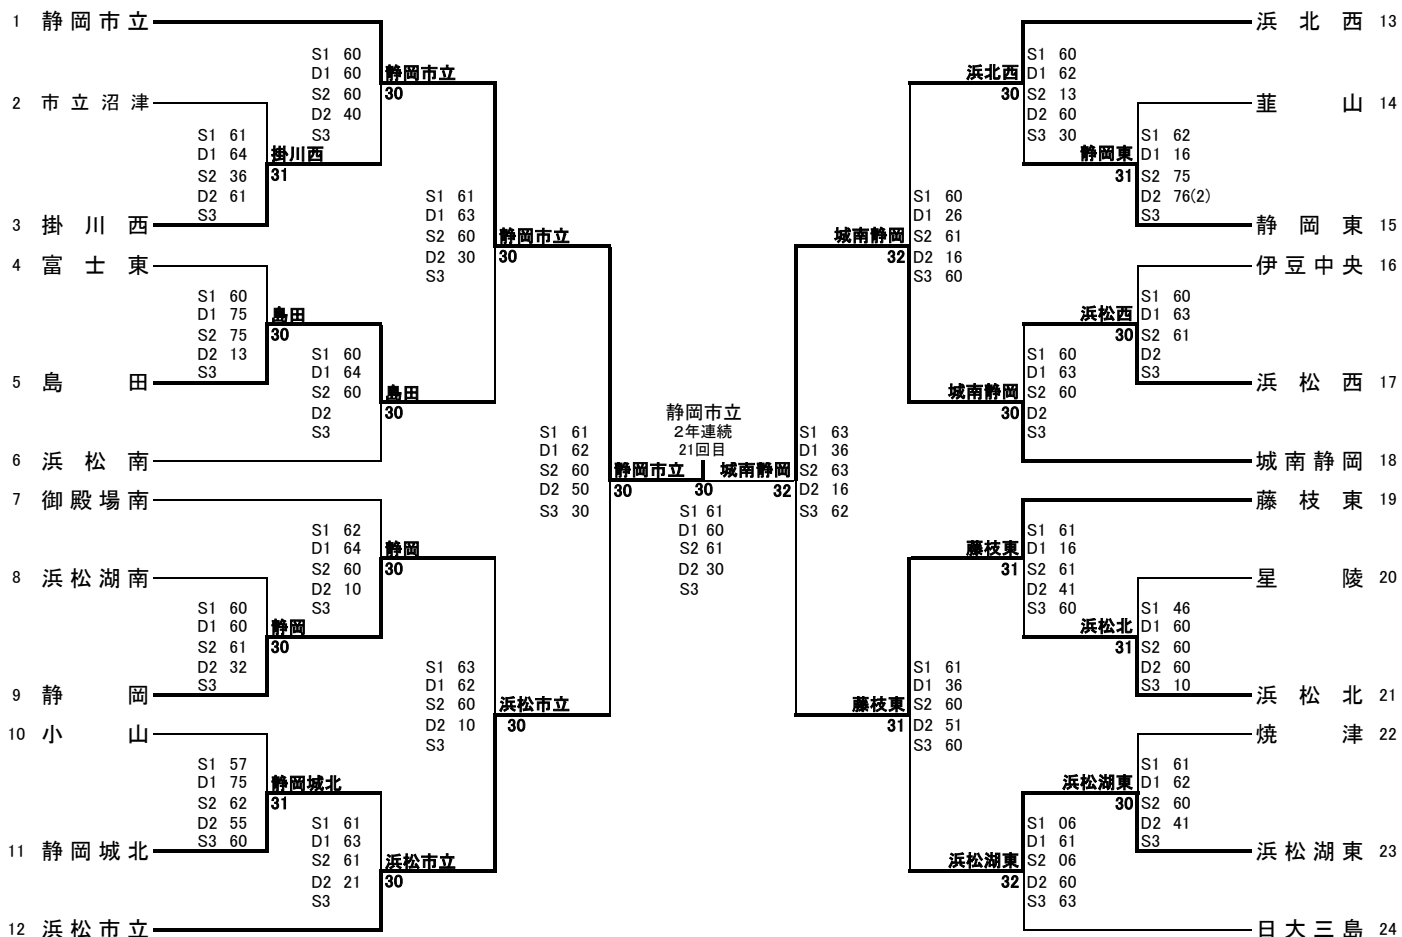 1 静岡市立
S1 60
D1 60
S2 60
D2 40
S3
静岡市立
30
2 市立沼津
S1 61
D1 64
S2 36
D2 61
S3
掛川西
31
3 掛川西
S1 61
D1 63
S2 60
D2 30
S3
静岡市立
30
4 富士東
S1 60
D1 75
S2 75
D2 13
S3
島田
30
5 島田
S1 60
D1 64
S2 60
D2
S3
島田
30
6 浜松南
S1 61
D1 62
S2 60
D2 50
S3 30
静岡市立
30
7 御殿場南
S1 62
D1 64
S2 60
D2 10
S3
静岡
30
8 浜松湖南
S1 60
D1 60
S2 61
D2 32
S3
静岡
30
9 静岡
S1 63
D1 62
S2 60
D2 10
S3
浜松市立
30
10 小山
S1 57
D1 75
S2 62
D2 55
S3 60
静岡城北
31
11 静岡城北
S1 61
D1 63
S2 61
D2 21
S3
浜松市立
30
12 浜松市立
静岡市立
2年連続
21回目
30
S1 61
D1 60
S2 61
D2 30
S3
浜北西 13
浜北西
30
S1 60
D1 62
S2 13
D2 60
S3 30
韮山 14
静岡東
31
S1 62
D1 16
S2 75
D2 76(2)
S3
静岡東 15
城南静岡
32
S1 60
D1 26
S2 61
D2 16
S3 60
伊豆中央 16
浜松西
30
S1 60
D1 63
S2 61
D2
S3
浜松西 17
城南静岡
30
S1 60
D1 63
S2 60
D2
S3
城南静岡 18
城南静岡
32
S1 63
D1 36
S2 63
D2 16
S3 62
藤枝東 19
藤枝東
31
S1 61
D1 16
S2 61
D2 41
S3 60
星陵 20
浜松北
31
S1 46
D1 60
S2 60
D2 60
S3 10
浜松北 21
藤枝東
31
S1 61
D1 36
S2 60
D2 51
S3 60
焼津 22
浜松湖東
30
S1 61
D1 62
S2 60
D2 41
S3
浜松湖東 23
浜松湖東
32
S1 06
D1 61
S2 06
D2 60
S3 63
日大三島 24